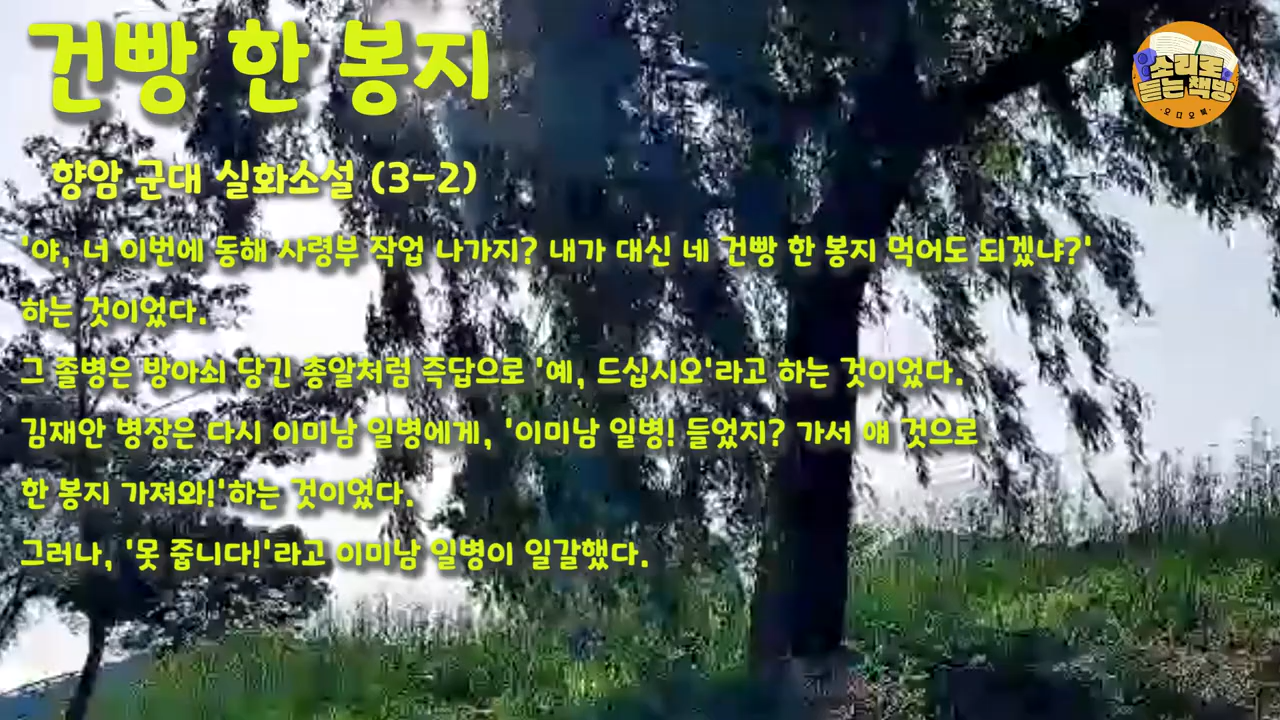 건빵 한 봉지
소리로
듣는 책방
·오디오북·
향암 군대 실화소설 (3-2)
'야, 너 이번에 동해 사령부 작업 나가지? 내가 대신 네 건빵 한 봉지 먹어도 되겠냐?'
하는 것이었다.
그 졸병은 방아쇠 당긴 총알처럼 즉답으로 '예, 드십시오'라고 하는 것이었다.
김재안 병장은 다시 이미남 일병에게, '이미남 일병! 들었지? 가서 얘 것으로
한 봉지 가져와!'하는 것이었다.
그러나, '못 줍니다!'라고 이미남 일병이 일갈했다.